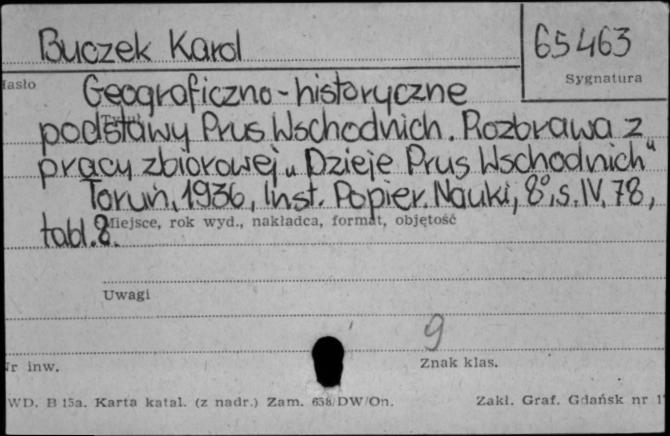 Buczek Karol
65463
Hasło
Sygnatura
Geograficzno-historyczne
Tytuł
podstawy Prus Wschodnich. Rozbrawa z
pracy zbiorowej „Dzieje Prus Wschodnich"
Toruń, 1936, Inst. Popier. Nauki, 8°, s. IV, 78,
Miejsce, rok wyd., nakładca, format, objętość
tabl. 8.
Uwagi
9
Nr inw.
Znak klas.
WD. B 15a. Karta katal. (z nadr.) Zam. 638/DW/On.
Zakł. Graf. Gdańsk nr 1